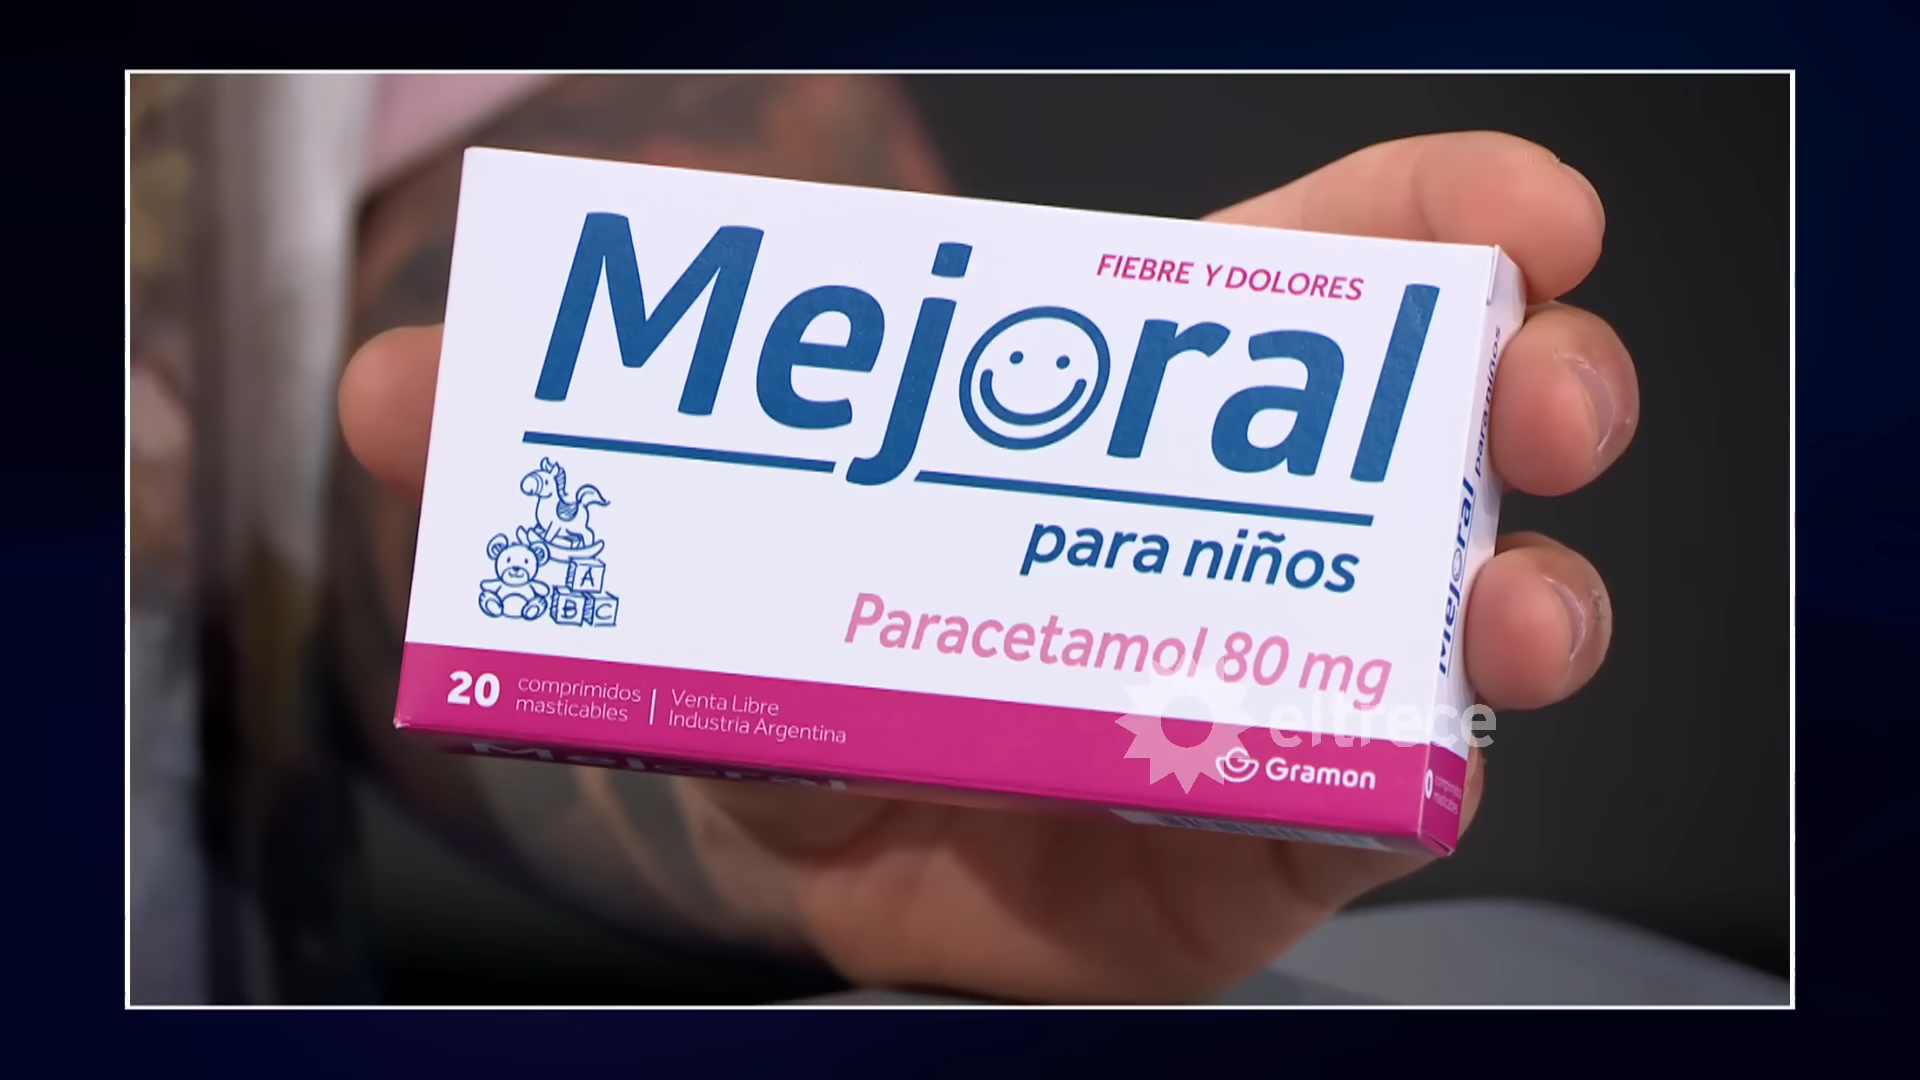 FIEBRE Y DOLORES
Mejoral
para niños
Paracetamol 80 mg
A
B C
20 comprimidos
masticables
Venta Libre
Industria Argentina
eltrece
Gramon
Mejoral para niños
Mejoral